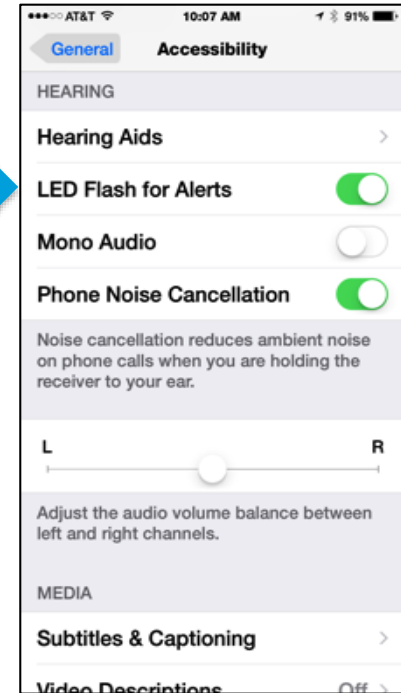 AT&T 10:07 AM 91%
General Accessibility
HEARING
Hearing Aids
LED Flash for Alerts
Mono Audio
Phone Noise Cancellation
Noise cancellation reduces ambient noise
on phone calls when you are holding the
receiver to your ear.
L R
Adjust the audio volume balance between
left and right channels.
MEDIA
Subtitles & Captioning
Video Descriptions Off